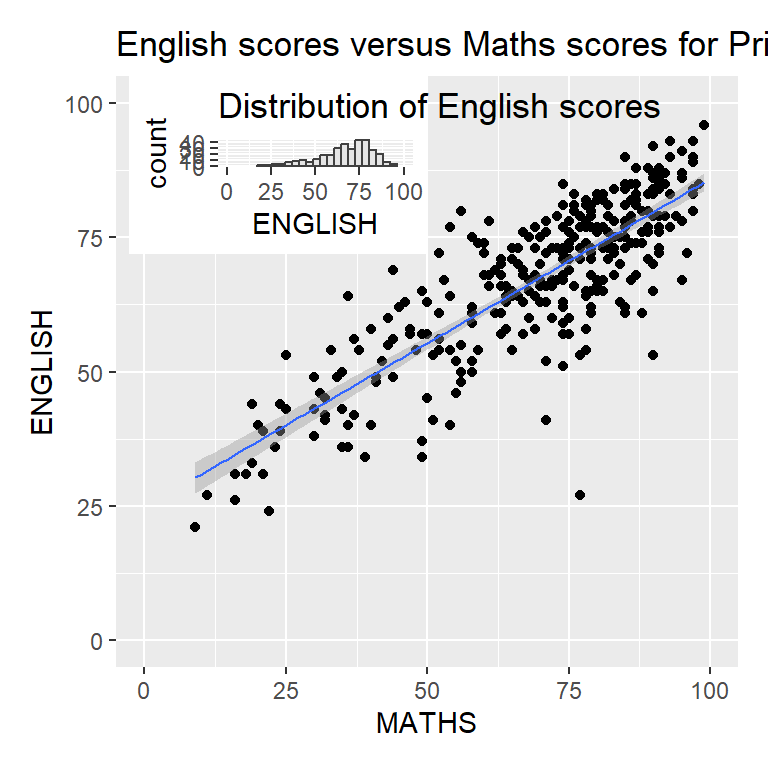 English scores versus Maths scores for Pri
Distribution of English scores
count
40
0
0 25 50 75 100
ENGLISH
100
75
50
25
0
ENGLISH
0 25 50 75 100
MATHS